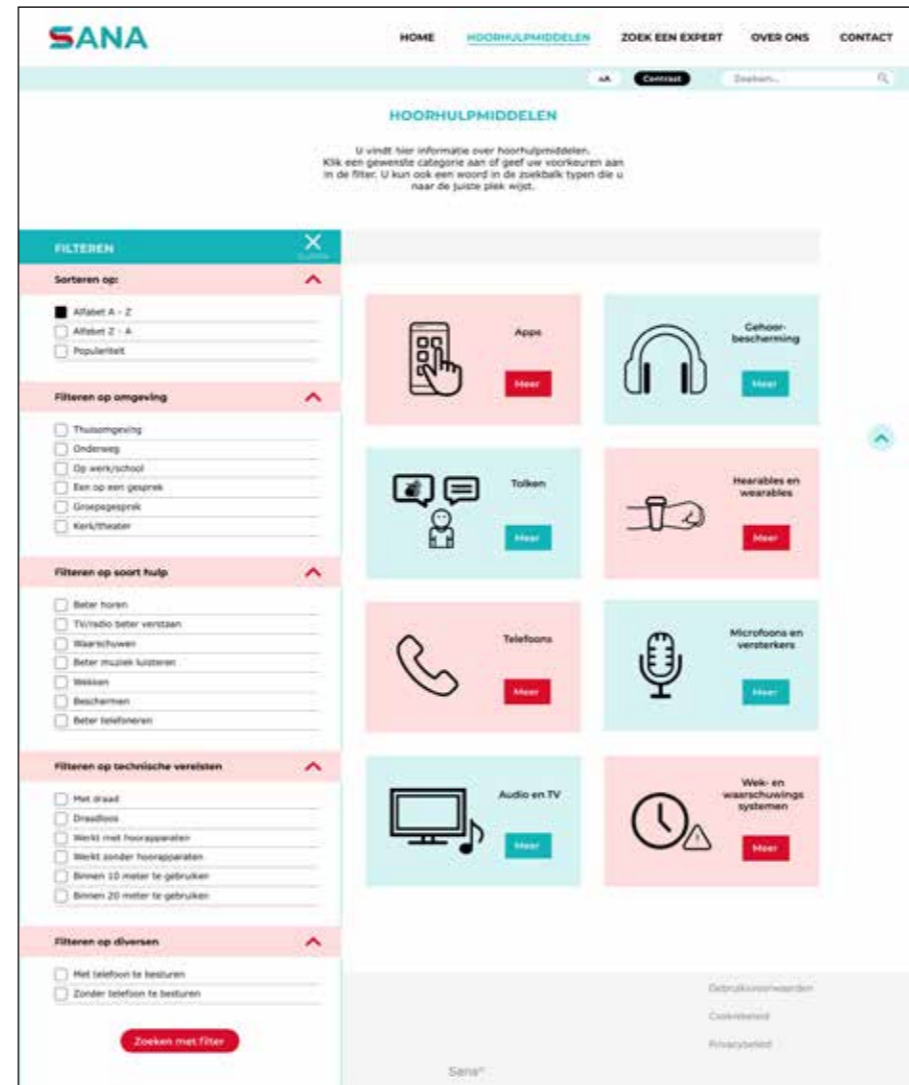 SANA
HOME HOORHULPMIDDELEN ZOEK EEN EXPERT OVER ONS CONTACT
AA Contrast Zoeken...
HOORHULPMIDDELEN
U vindt hier informatie over hoorhulpmiddelen.
Klik een gewenste categorie aan of geef uw voorkeuren aan
in de filter. U kun ook een woord in de zoekbalk typen die u
naar de juiste plek wijst.
FILTEREN
Sorteren op:
Alfabet A - Z
Alfabet Z - A
Populariteit
Filteren op omgeving
Thuisomgeving
Onderweg
Op werk/school
Een op een gesprek
Groepsgesprek
Kerk/theater
Filteren op soort hulp
Beter horen
TV/radio beter verstaan
Waarschuwen
Beter muziek luisteren
Wekken
Beschermen
Beter telefoneren
Filteren op technische vereisten
Met draad
Draadloos
Werkt met hoorapparaten
Werkt zonder hoorapparaten
Binnen 10 meter te gebruiken
Binnen 20 meter te gebruiken
Filteren op diversen
Met telefoon te besturen
Zonder telefoon te besturen
Zoeken met filter
Apps
Meer
Gehoor-
bescherming
Meer
Tolken
Meer
Hearables en
wearables
Meer
Telefoons
Meer
Microfoons en
versterkers
Meer
Audio en TV
Meer
Wek- en
waarschuwings
systemen
Meer
Gebruiksvoorwaarden
Cookiebeleid
Privacybeleid
Sana®